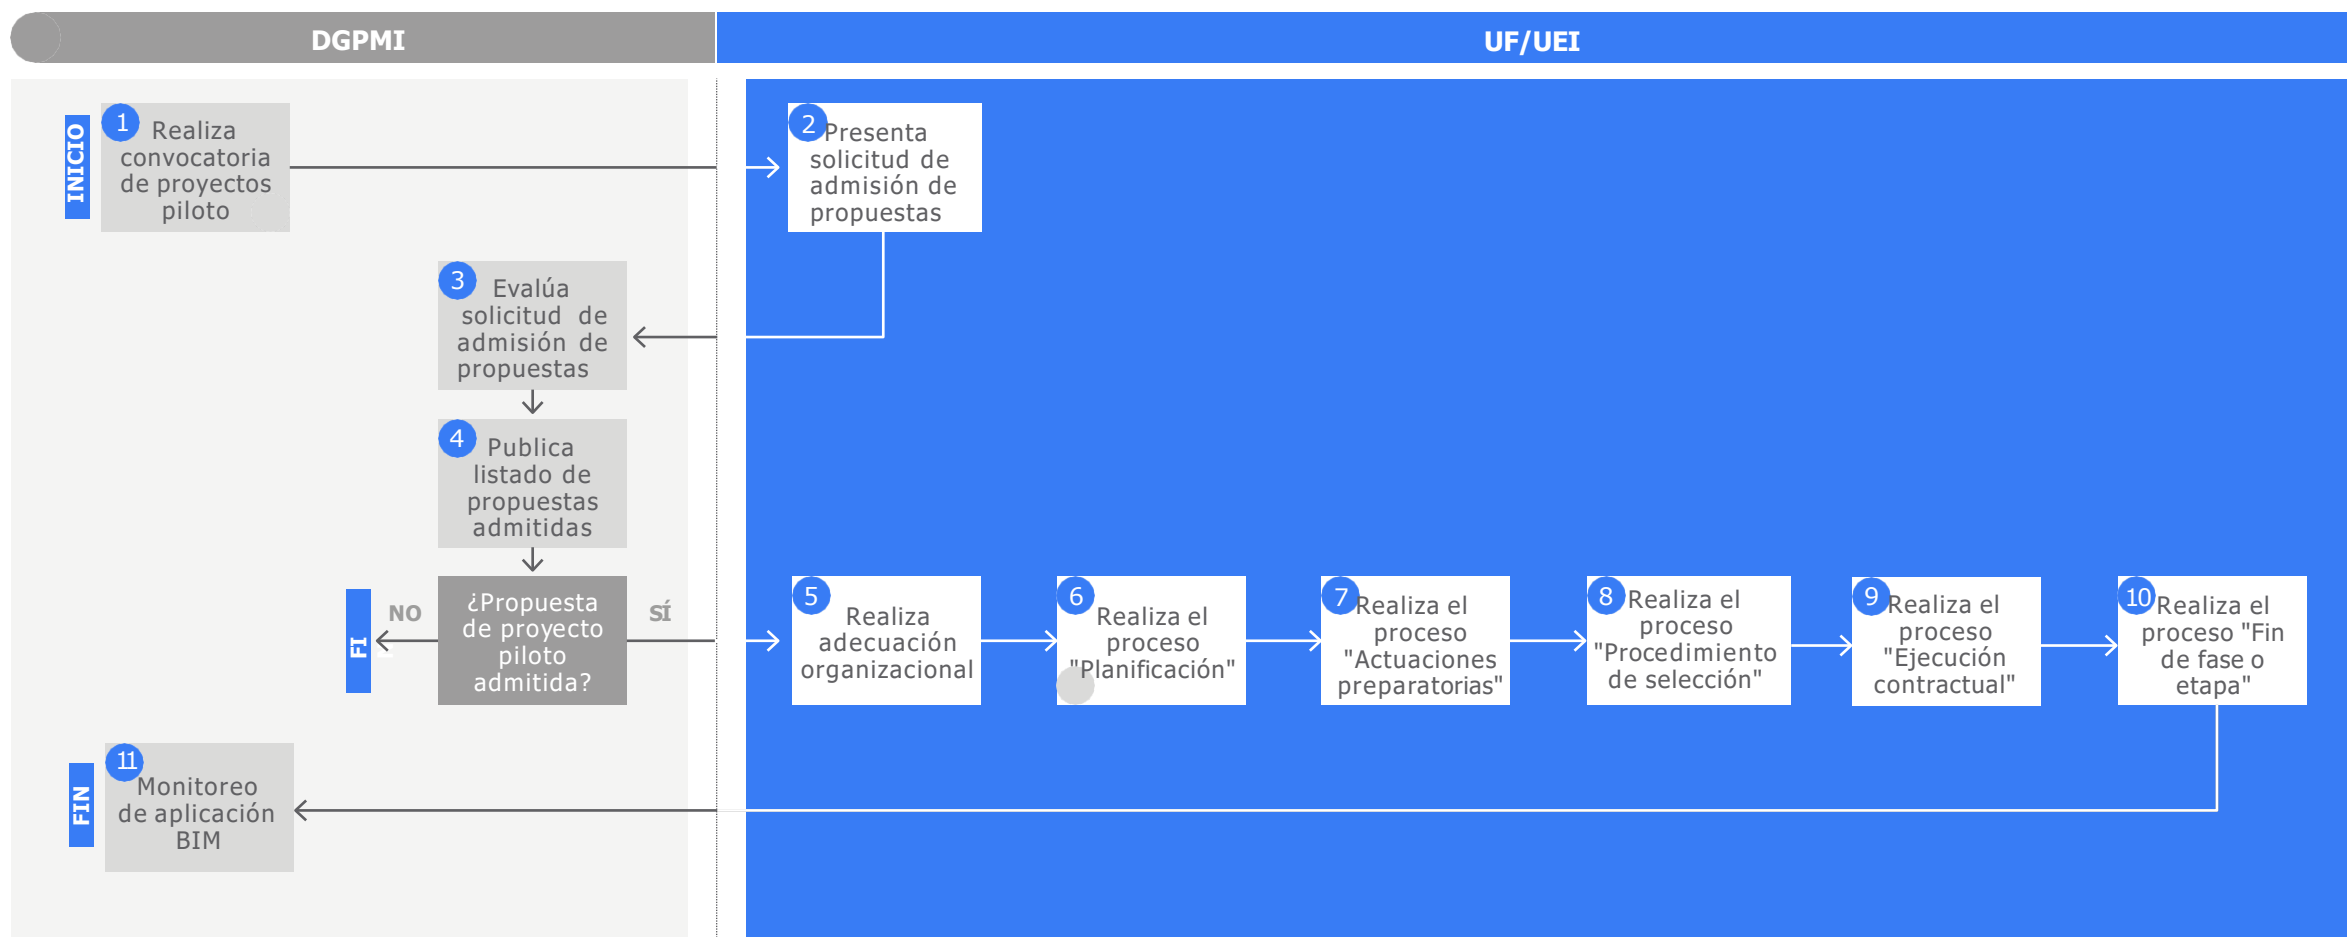 DGPMI
UF/UEI
INICIO
1
Realiza
convocatoria
de proyectos
piloto
2
Presenta
solicitud de
admisión de
propuestas
3
Evalúa
solicitud de
admisión de
propuestas
4
Publica
listado de
propuestas
admitidas
FI
NO
¿Propuesta
de proyecto
piloto
admitida?
SÍ
5
Realiza
adecuación
organizacional
6
Realiza el
proceso
"Planificación"
7
Realiza el
proceso
"Actuaciones
preparatorias"
8
Realiza el
proceso
"Procedimiento
de selección"
9
Realiza el
proceso
"Ejecución
contractual"
10
Realiza el
proceso "Fin
de fase o
etapa"
FIN
11
Monitoreo
de aplicación
BIM